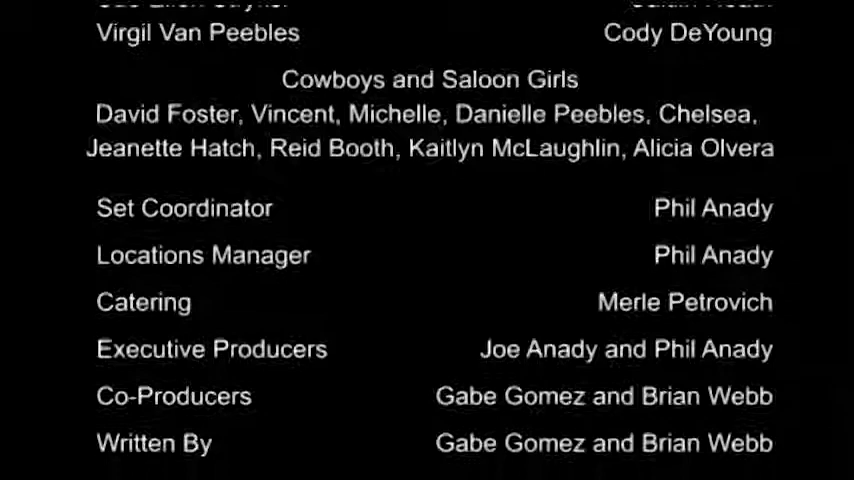 Virgil Van Peebles Cody DeYoung
Cowboys and Saloon Girls
David Foster, Vincent, Michelle, Danielle Peebles, Chelsea,
Jeanette Hatch, Reid Booth, Kaitlyn McLaughlin, Alicia Olvera
Set Coordinator Phil Anady
Locations Manager Phil Anady
Catering Merle Petrovich
Executive Producers Joe Anady and Phil Anady
Co-Producers Gabe Gomez and Brian Webb
Written By Gabe Gomez and Brian Webb